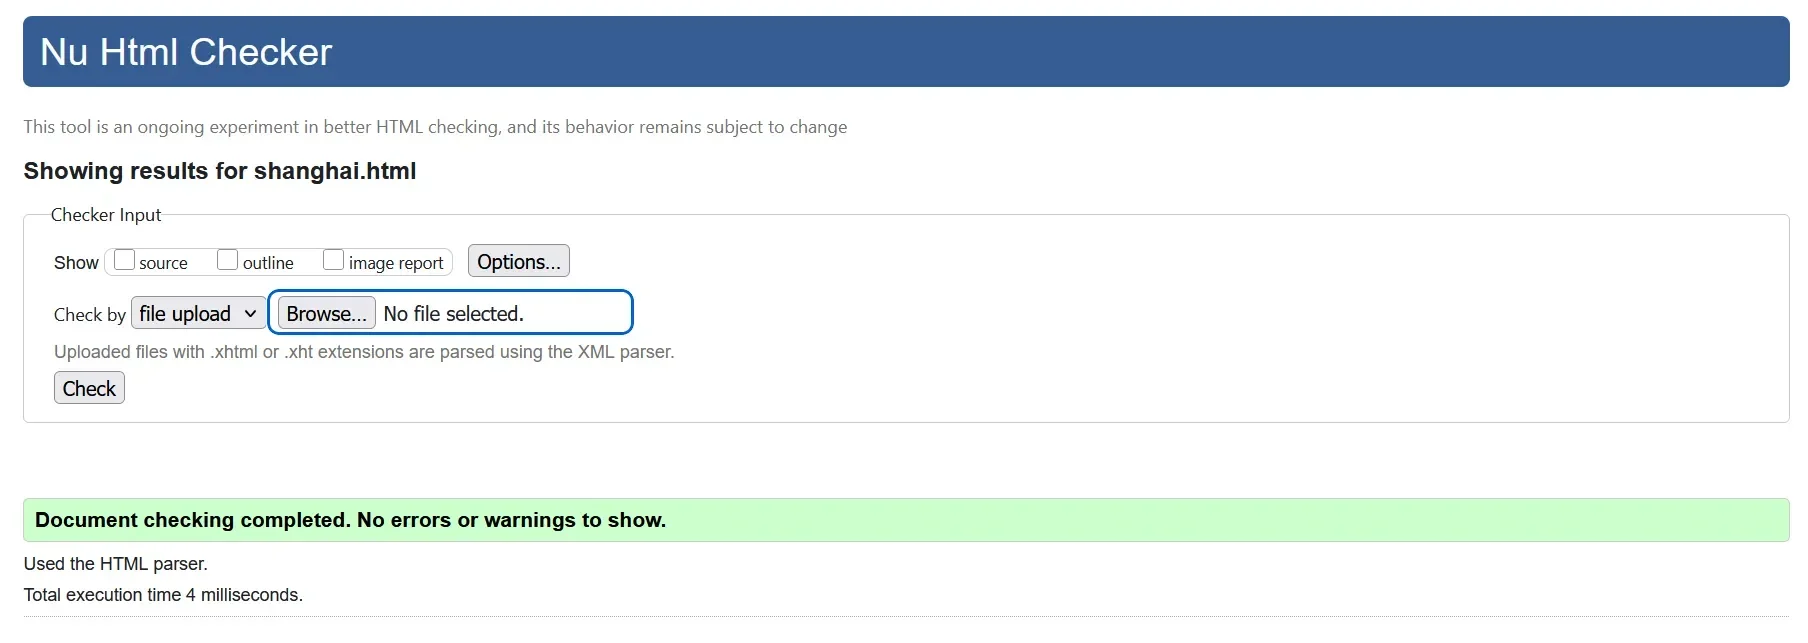 Nu Html Checker
This tool is an ongoing experiment in better HTML checking, and its behavior remains subject to change
Showing results for shanghai.html
Checker Input
Show source outline image report Options...
Check by file upload Browse... No file selected.
Uploaded files with .xhtml or .xht extensions are parsed using the XML parser.
Check
Document checking completed. No errors or warnings to show.
Used the HTML parser.
Total execution time 4 milliseconds.